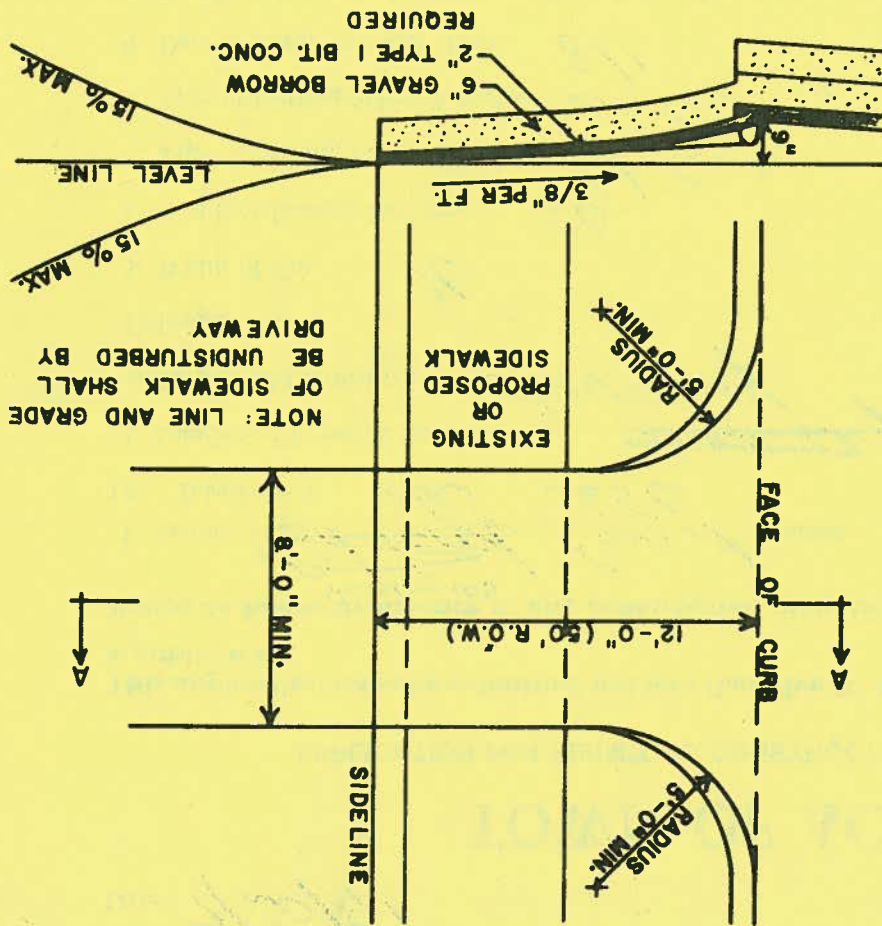 RADIUS
5'-0" MIN.
SIDELINE
A
A
8'-0" MIN.
12'-0" (50' R.O.W.)
FACE OF CURB
RADIUS
5'-0" MIN.
EXISTING
OR
PROPOSED
SIDEWALK
NOTE: LINE AND GRADE
OF SIDEWALK SHALL
BE UNDISTURBED BY
DRIVEWAY
15% MAX.
3/8" PER FT.
LEVEL LINE
6"
15% MAX.
6" GRAVEL BORROW
2" TYPE I BIT. CONC.
REQUIRED